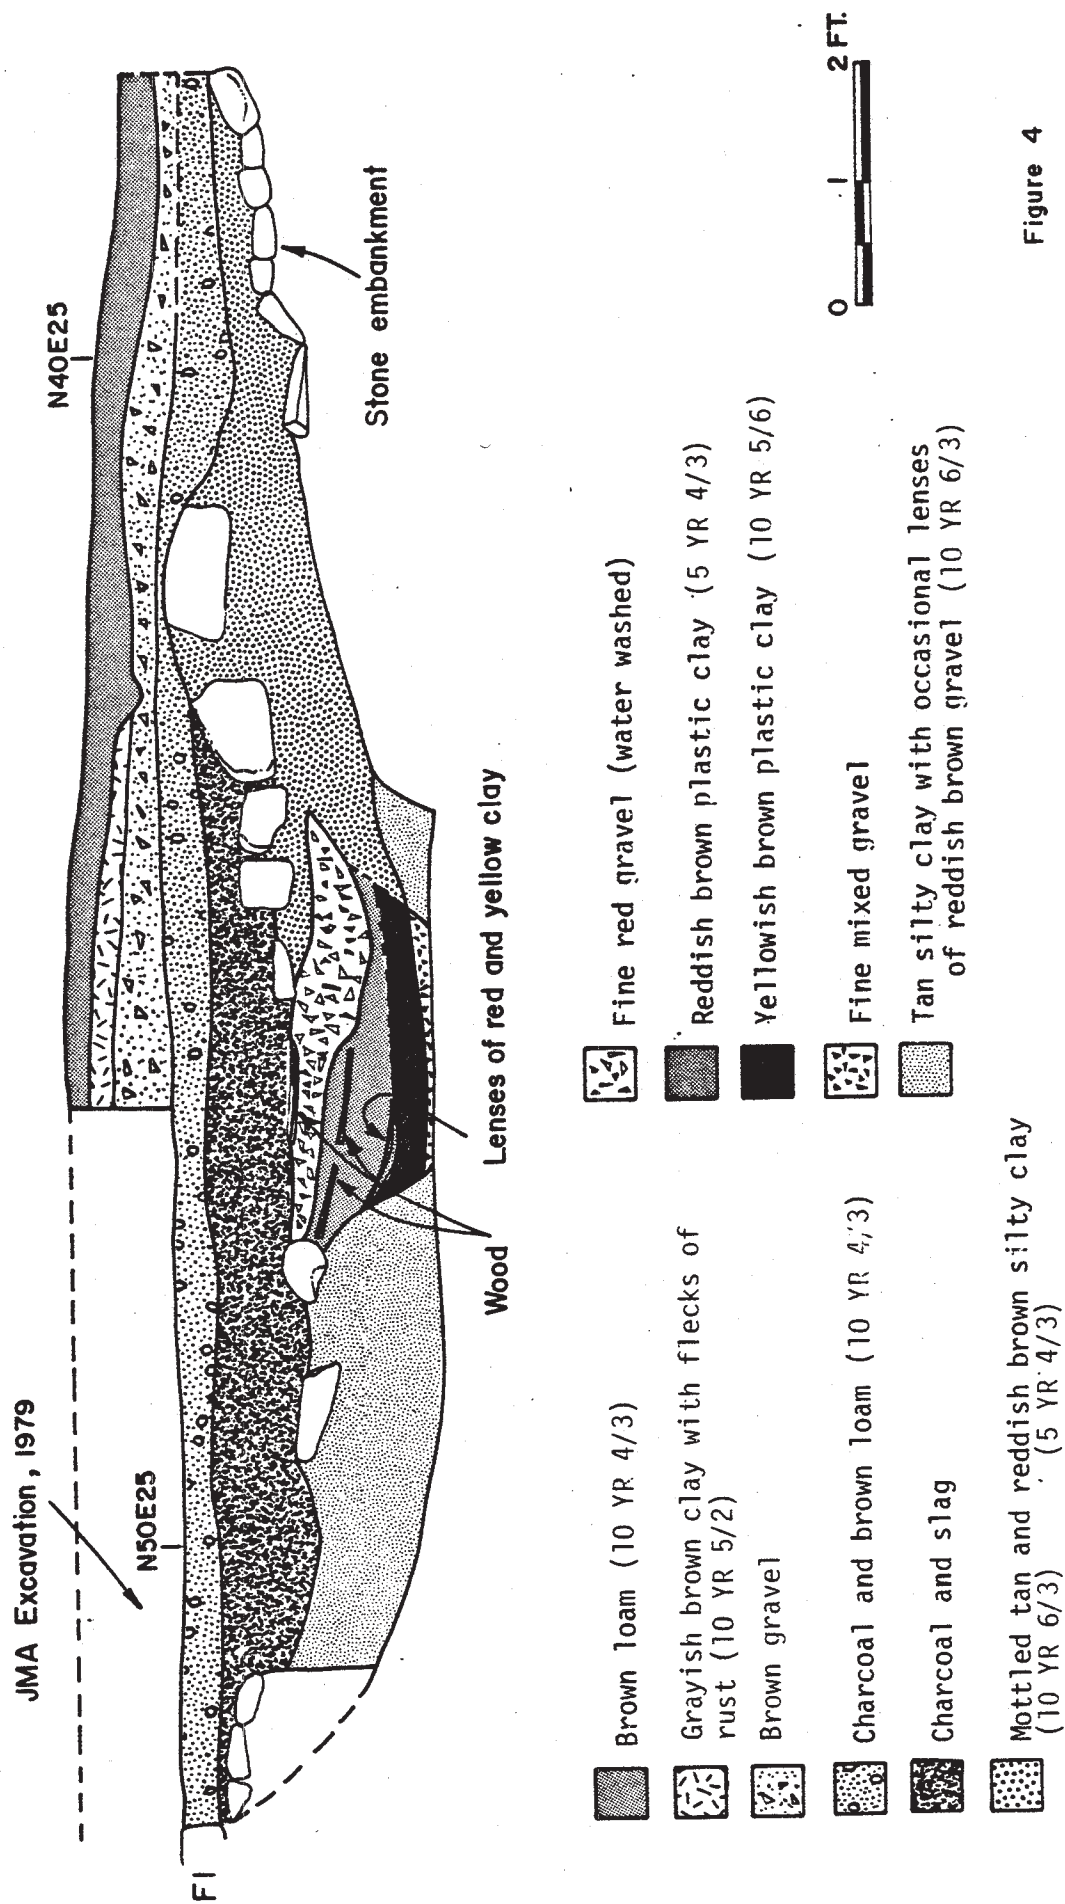 JMA Excavation, 1979
N50E25
N40E25
F1
Stone embankment
Wood
Lenses of red and yellow clay
Brown loam (10 YR 4/3)
Grayish brown clay with flecks of
rust (10 YR 5/2)
Brown gravel
Charcoal and brown loam (10 YR 4/3)
Charcoal and slag
Mottled tan and reddish brown silty clay
(10 YR 6/3) (5 YR 4/3)
Fine red gravel (water washed)
Reddish brown plastic clay (5 YR 4/3)
Yellowish brown plastic clay (10 YR 5/6)
Fine mixed gravel
Tan silty clay with occasional lenses
of reddish brown gravel (10 YR 6/3)
0 1 2 FT.
Figure 4